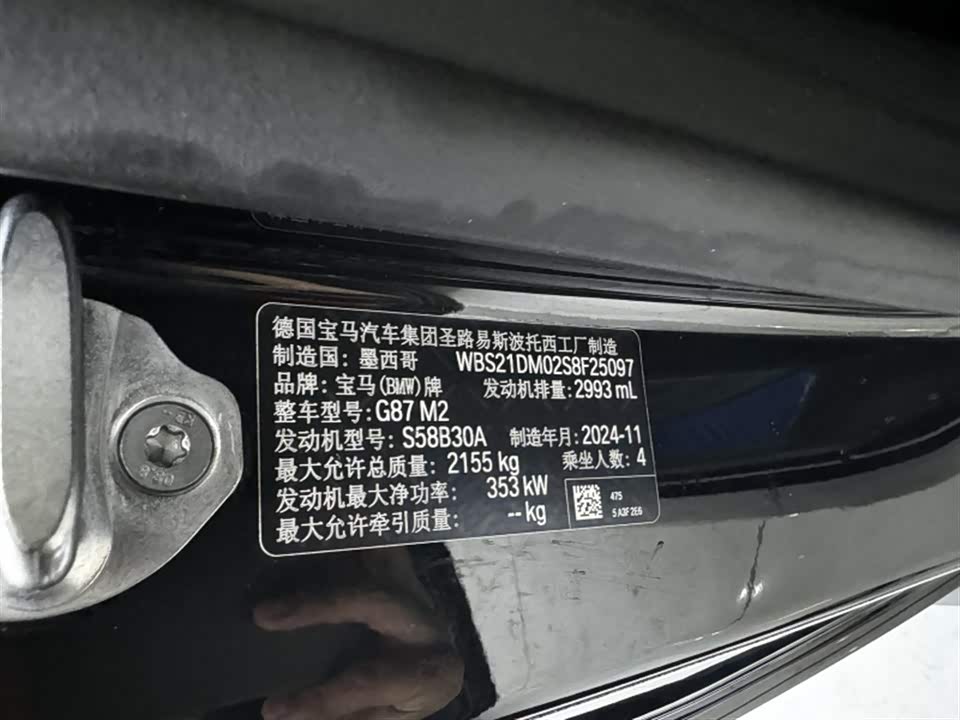 德国宝马汽车集团圣路易斯波托西工厂制造
制造国: 墨西哥 WBS21DM02S8F25097
品牌: 宝马(BMW)牌 发动机排量: 2993 mL
整车型号: G87 M2
发动机型号: S58B30A 制造年月: 2024-11
最大允许总质量: 2155 kg 乘坐人数: 4
发动机最大净功率: 353 kW
最大允许牵引质量: -- kg
475
5A3F2E6